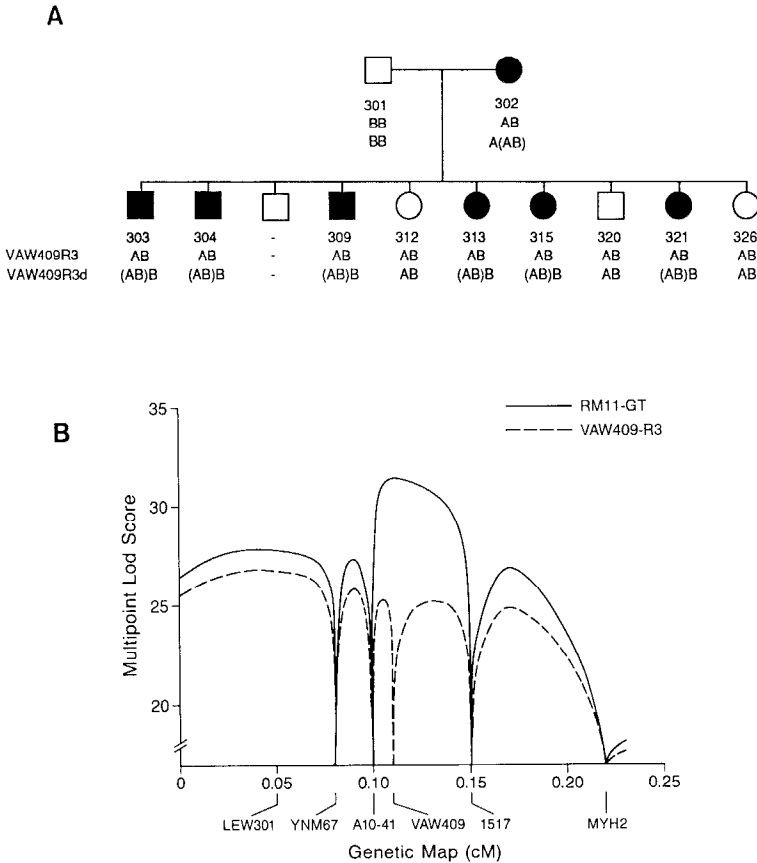 A
301 302
BB AB
BB A(AB)
303 304 - 309 312 313 315 320 321 326
VAW409R3 AB AB - AB AB AB AB AB AB AB
VAW409R3d (AB)B (AB)B - (AB)B AB (AB)B (AB)B AB (AB)B AB
B
RM11-GT
VAW409-R3
Multipoint Lod Score
35
30
25
20
0 0.05 0.10 0.15 0.20 0.25
LEW301 YNM67 A10-41 VAW409 1517 MYH2
Genetic Map (cM)